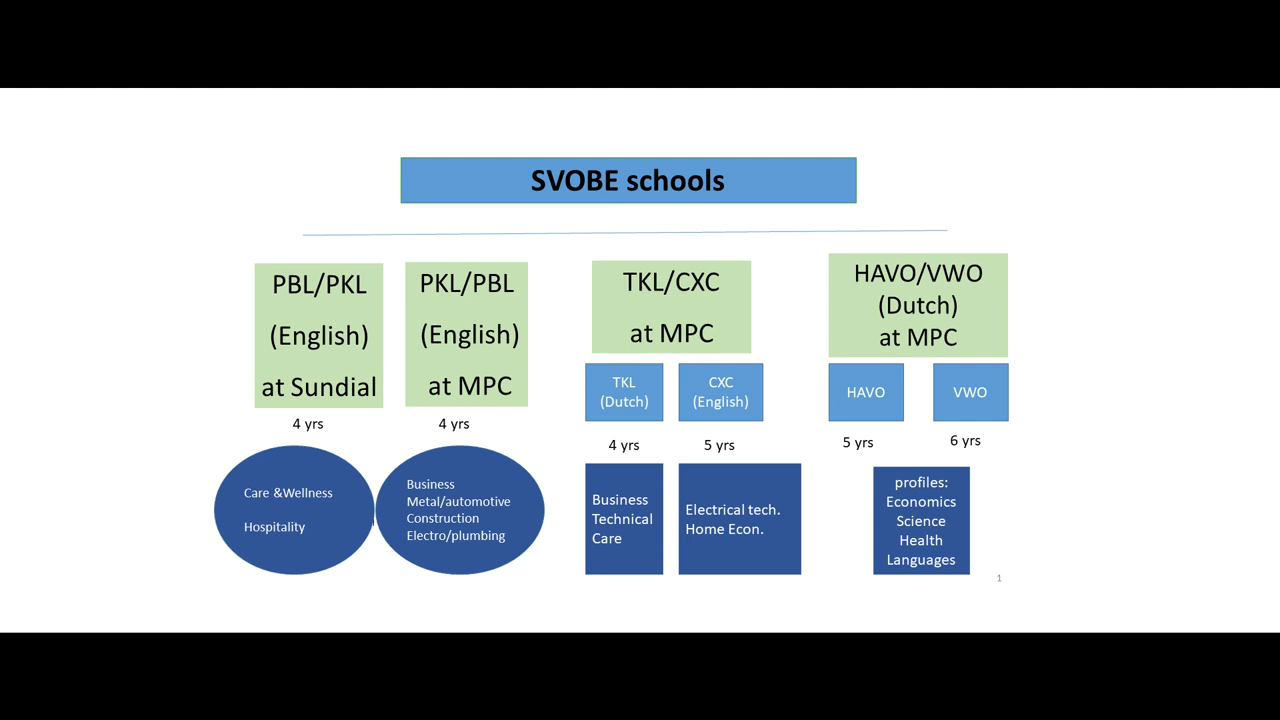 SVOBE schools
PBL/PKL
(English)
at Sundial
4 yrs
Care &Wellness
Hospitality
PKL/PBL
(English)
at MPC
4 yrs
Business
Metal/automotive
Construction
Electro/plumbing
TKL/CXC
at MPC
TKL
(Dutch)
4 yrs
Business
Technical
Care
CXC
(English)
5 yrs
Electrical tech.
Home Econ.
HAVO/VWO
(Dutch)
at MPC
HAVO
5 yrs
VWO
6 yrs
profiles:
Economics
Science
Health
Languages
1